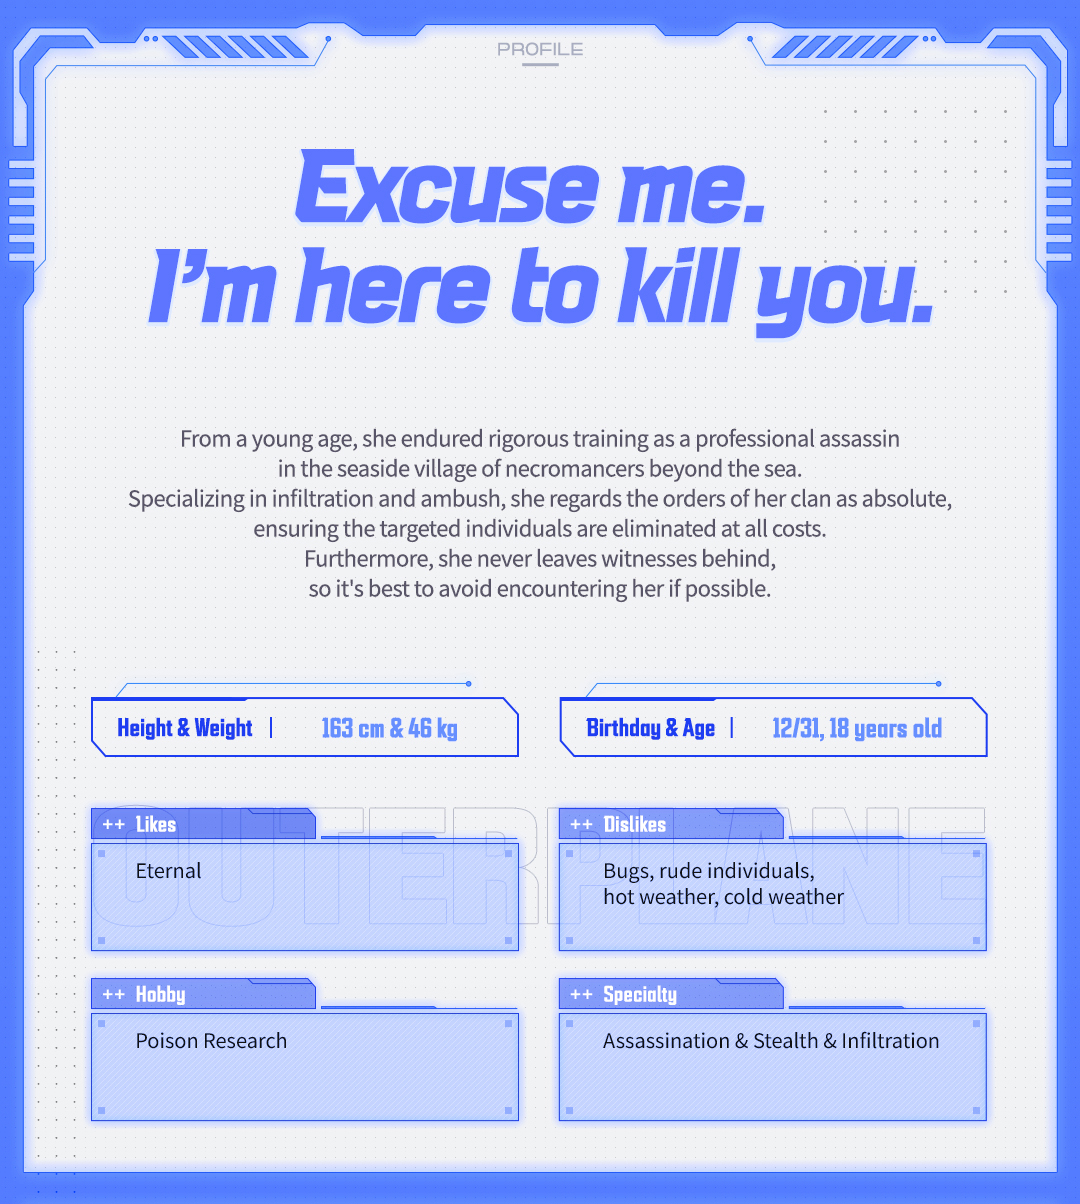 PROFILE
Excuse me.
I'm here to kill you.
From a young age, she endured rigorous training as a professional assassin
in the seaside village of necromancers beyond the sea.
Specializing in infiltration and ambush, she regards the orders of her clan as absolute,
ensuring the targeted individuals are eliminated at all costs.
Furthermore, she never leaves witnesses behind,
so it's best to avoid encountering her if possible.
Height & Weight | 163 cm & 46 kg
Birthday & Age | 12/31, 18 years old
OUTERPLANE
++ Likes
Eternal
++ Dislikes
Bugs, rude individuals,
hot weather, cold weather
++ Hobby
Poison Research
++ Specialty
Assassination & Stealth & Infiltration